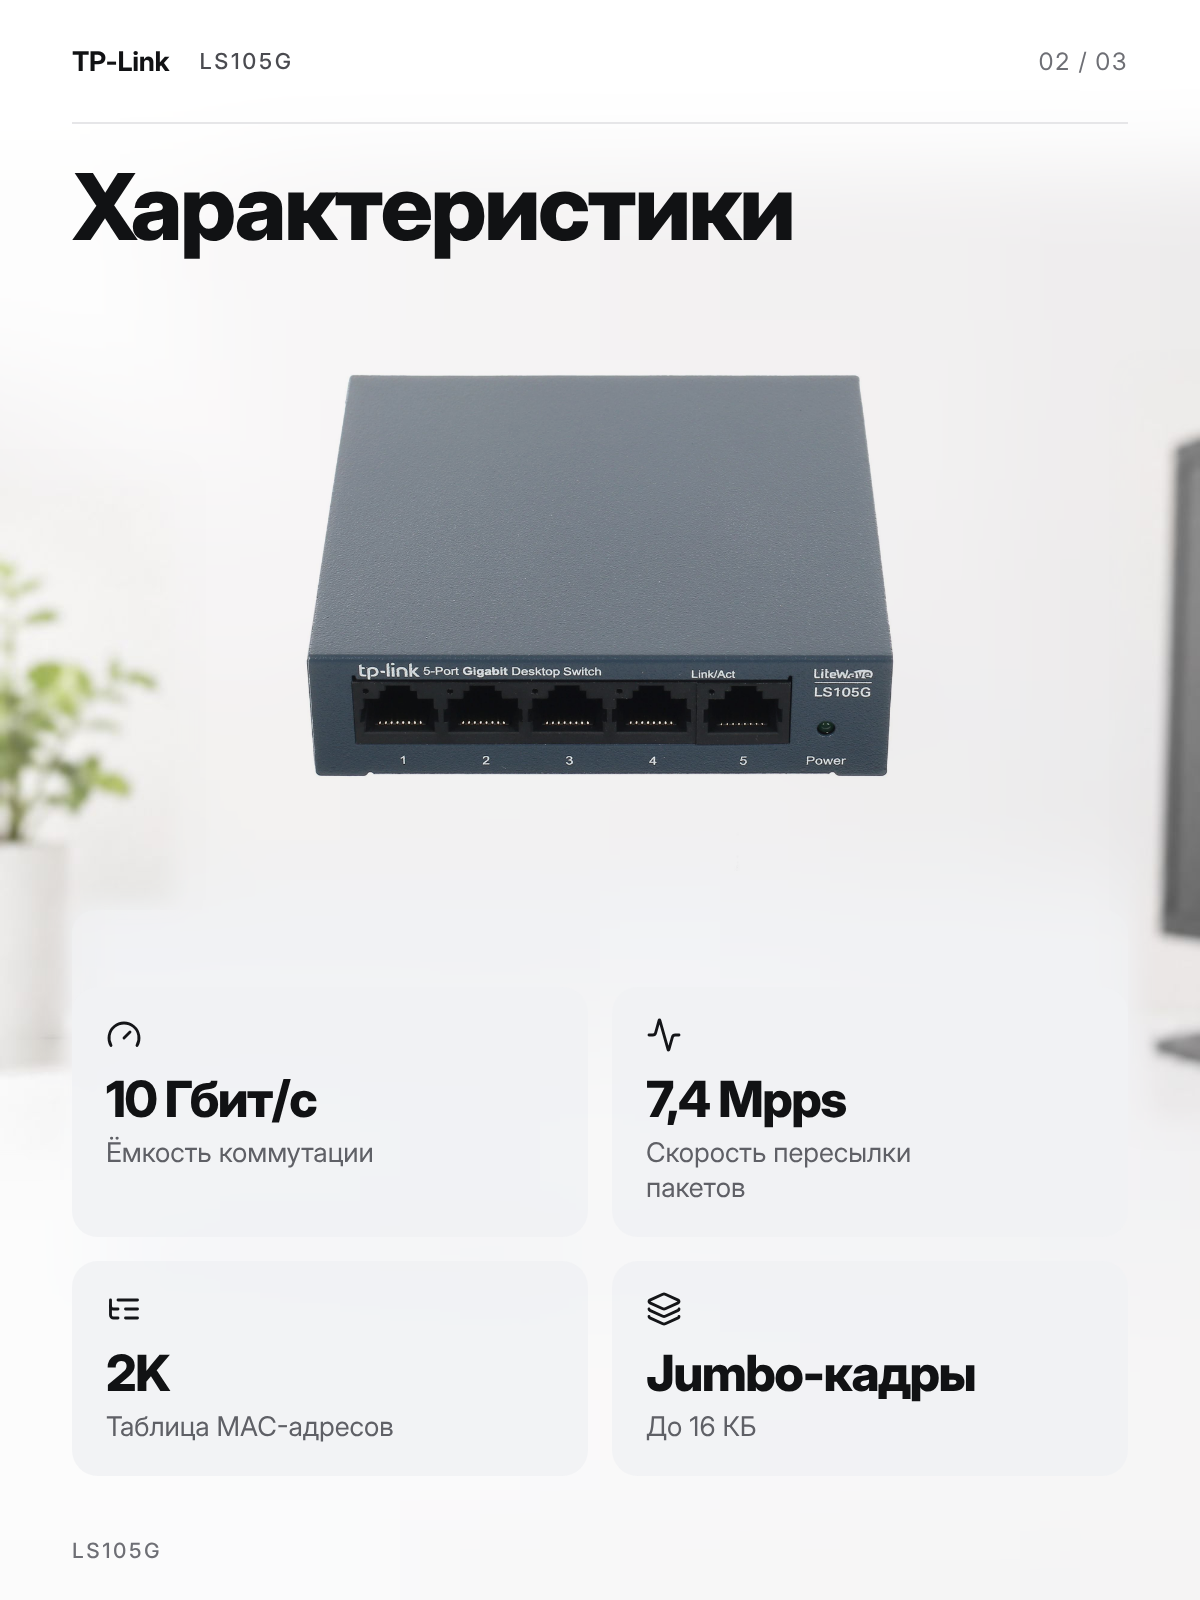 TP-Link LS105G 02 / 03
Характеристики
tp-link 5-Port Gigabit Desktop Switch Link/Act LiteWave
LS105G
1 2 3 4 5 Power
10 Гбит/с
Ёмкость коммутации
7,4 Mpps
Скорость пересылки
пакетов
2K
Таблица MAC-адресов
Jumbo-кадры
До 16 КБ
LS105G